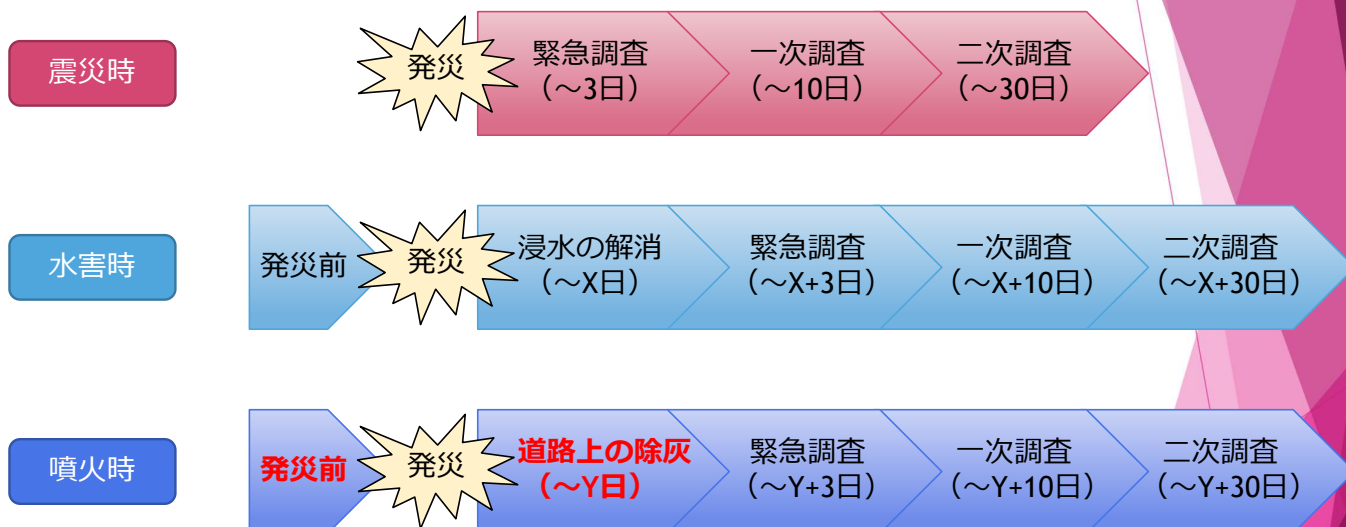 震災時
発災
緊急調査
(～3日)
一次調査
(～10日)
二次調査
(～30日)
水害時
発災前
発災
浸水の解消
(～X日)
緊急調査
(～X+3日)
一次調査
(～X+10日)
二次調査
(～X+30日)
噴火時
発災前
発災
道路上の除灰
(～Y日)
緊急調査
(～Y+3日)
一次調査
(～Y+10日)
二次調査
(～Y+30日)